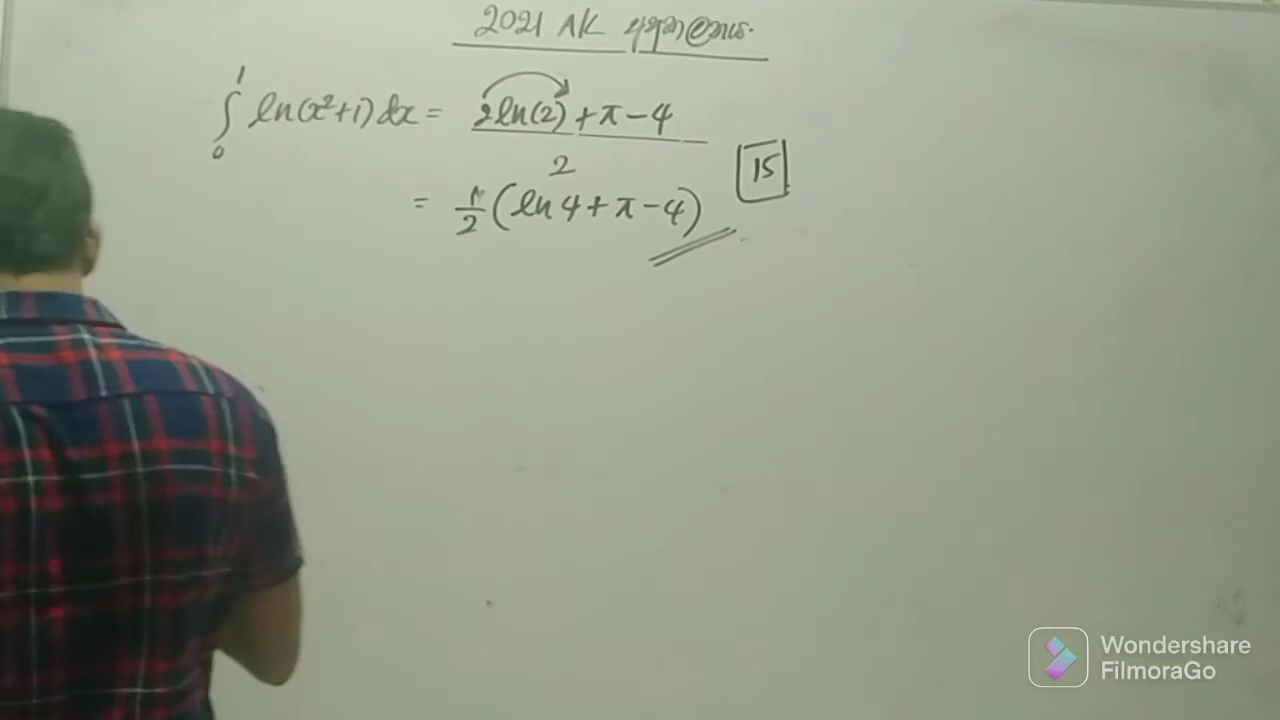 2021 AK
∫₀¹ ln(x²+1) dx = (2ln(2) + π − 4) / 2
15
= 1/2 (ln 4 + π − 4)
Wondershare
FilmoraGo